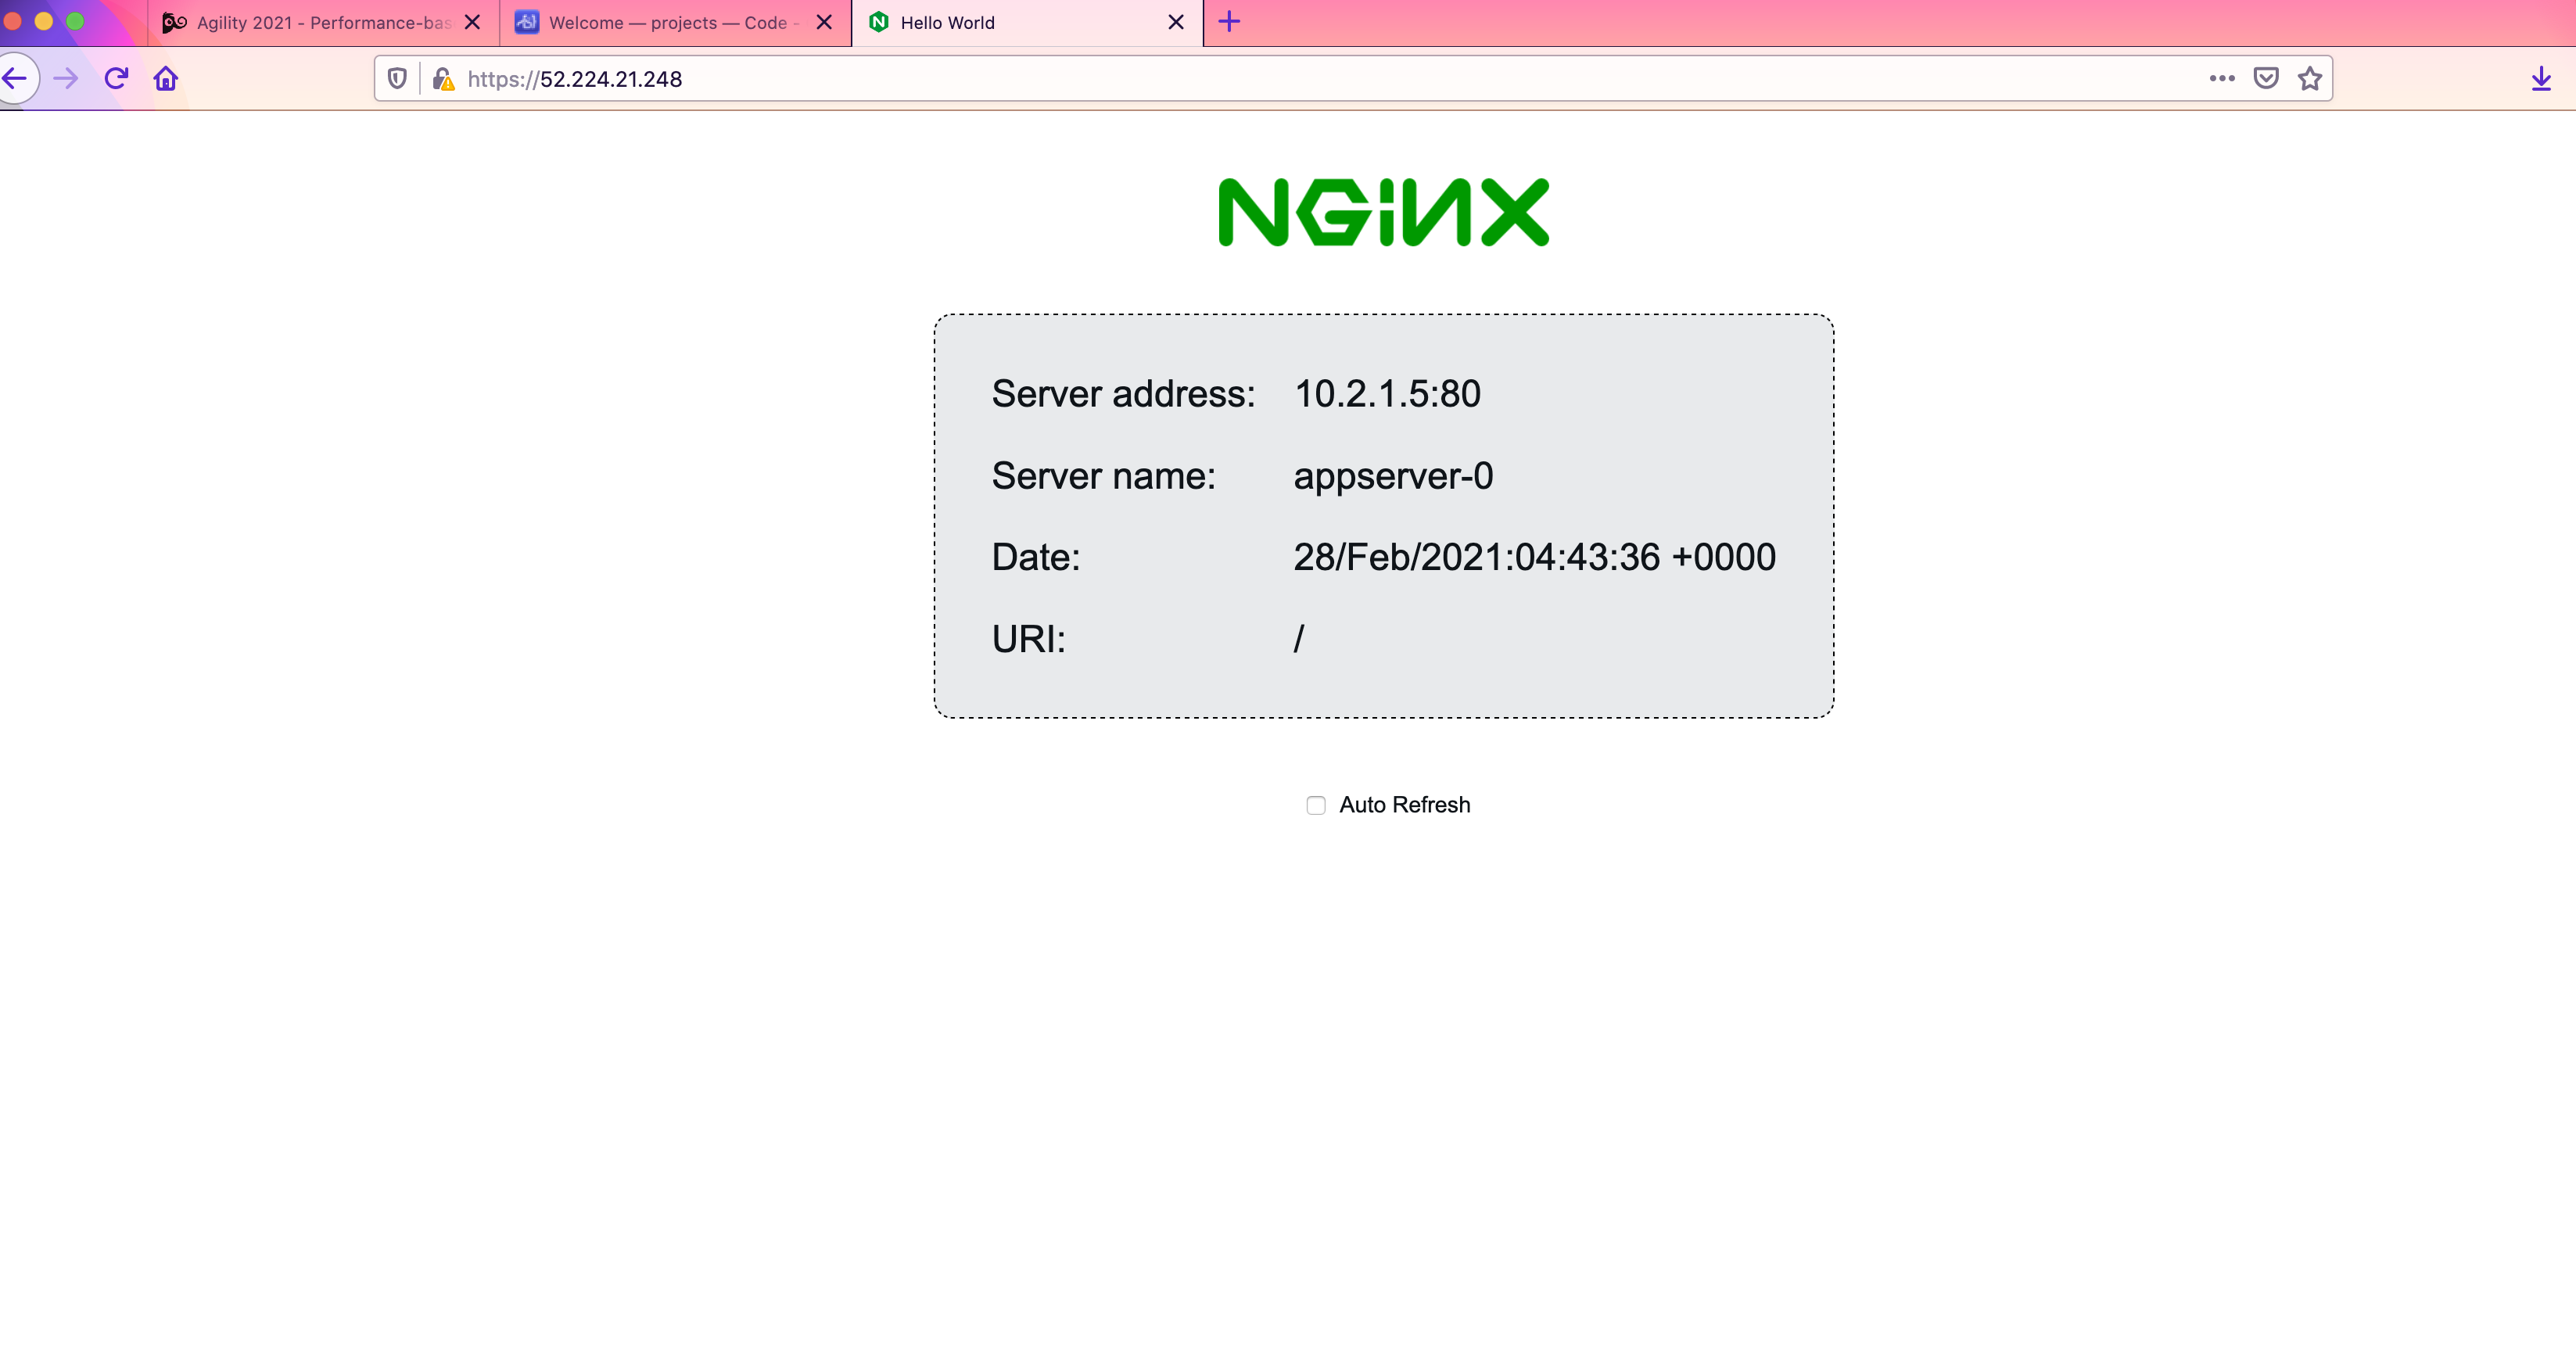 Agility 2021 - Performance-bas
Welcome — projects — Code -
Hello World
https://52.224.21.248
NGINX
Server address: 10.2.1.5:80
Server name: appserver-0
Date: 28/Feb/2021:04:43:36 +0000
URI: /
Auto Refresh